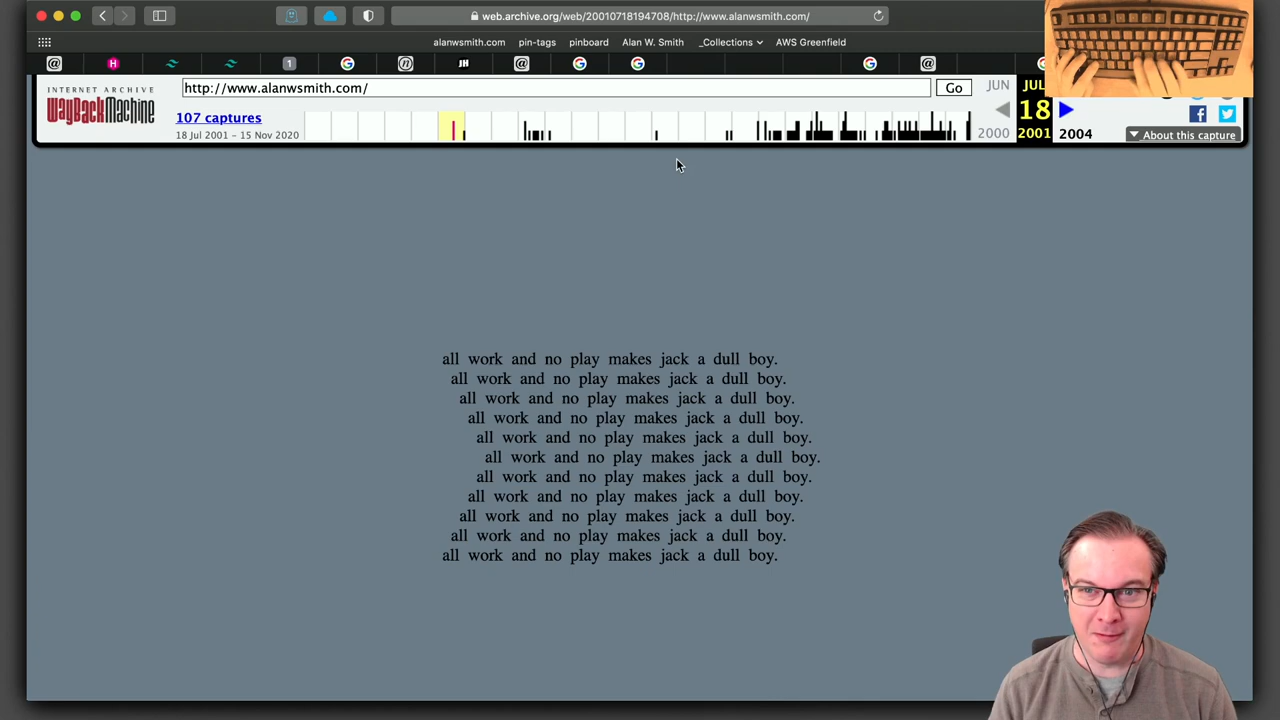 web.archive.org/web/20010718194708/http://www.alanwsmith.com/
alanwsmith.com pin-tags pinboard Alan W. Smith _Collections AWS Greenfield
@ H 1 G n JH @ G G G @ G
INTERNET ARCHIVE
WayBackMachine
http://www.alanwsmith.com/ Go
107 captures
18 Jul 2001 – 15 Nov 2020
JUN JUL
18
2000 2001 2004
About this capture
all work and no play makes jack a dull boy.
all work and no play makes jack a dull boy.
all work and no play makes jack a dull boy.
all work and no play makes jack a dull boy.
all work and no play makes jack a dull boy.
all work and no play makes jack a dull boy.
all work and no play makes jack a dull boy.
all work and no play makes jack a dull boy.
all work and no play makes jack a dull boy.
all work and no play makes jack a dull boy.
all work and no play makes jack a dull boy.